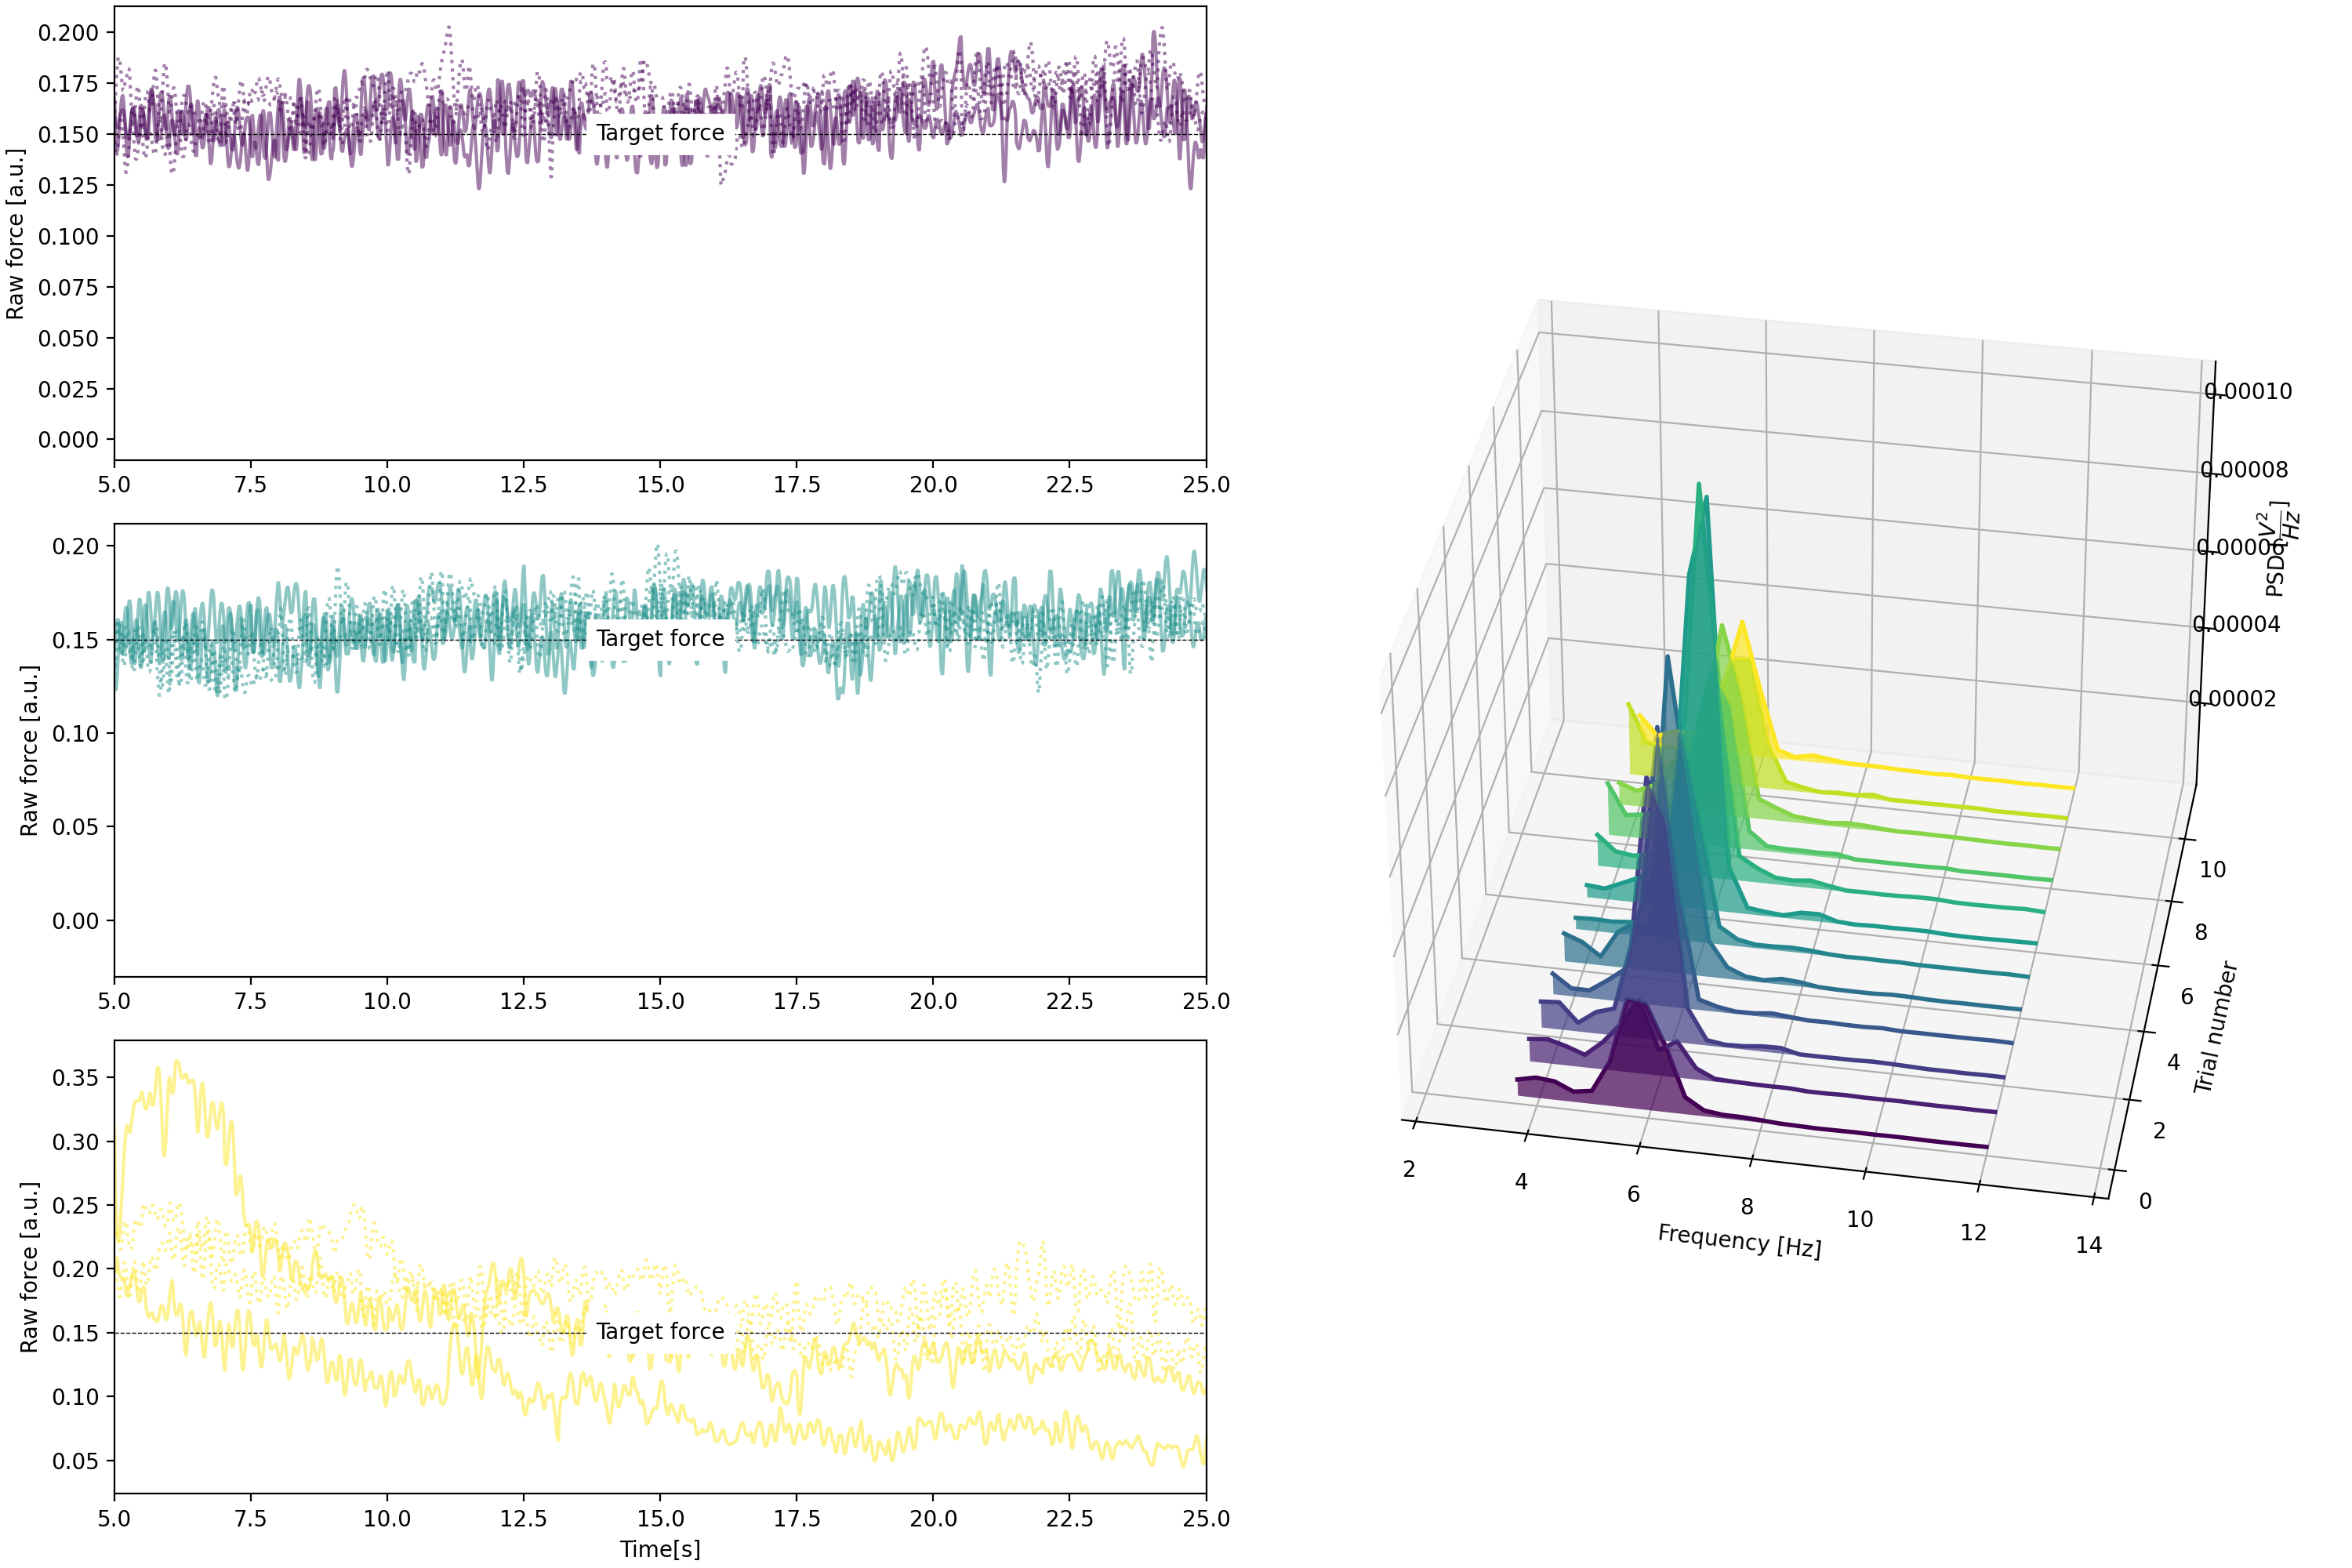 0.200
0.175
0.150
0.125
0.100
0.075
0.050
0.025
0.000
Raw force [a.u.]
Target force
5.0 7.5 10.0 12.5 15.0 17.5 20.0 22.5 25.0
0.20
0.15
0.10
0.05
0.00
Raw force [a.u.]
Target force
5.0 7.5 10.0 12.5 15.0 17.5 20.0 22.5 25.0
0.35
0.30
0.25
0.20
0.15
0.10
0.05
Raw force [a.u.]
Target force
5.0 7.5 10.0 12.5 15.0 17.5 20.0 22.5 25.0
Time[s]
0.00010
0.00008
0.00006
0.00004
0.00002
PSD [V²/Hz]
10
8
6
4
2
0
Trial number
2 4 6 8 10 12 14
Frequency [Hz]